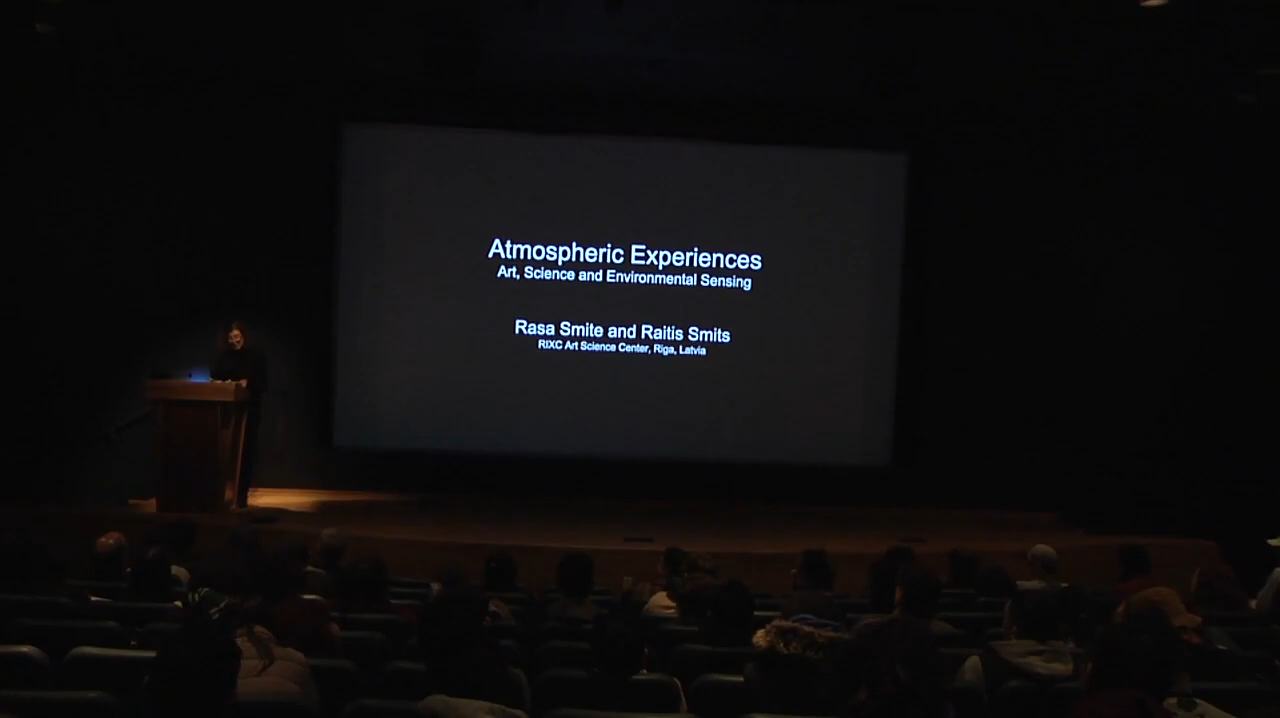 Atmospheric Experiences
Art, Science and Environmental Sensing
Rasa Smite and Raitis Smits
RIXC Art Science Center, Riga, Latvia